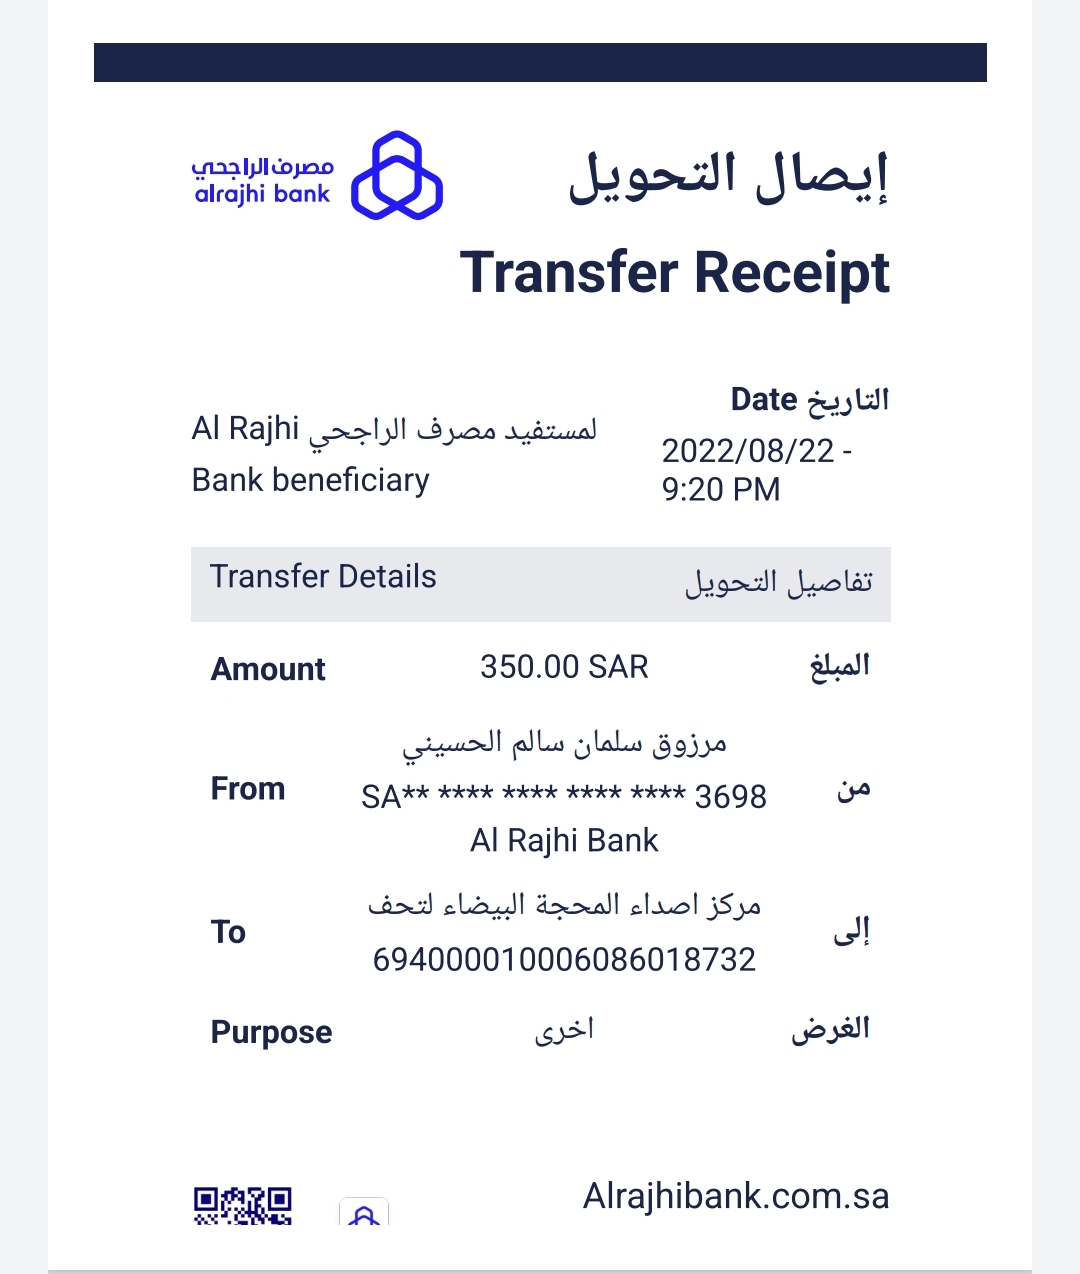 مصرف الراجحي
alrajhi bank
إيصال التحويل
Transfer Receipt
التاريخ Date
2022/08/22 -
9:20 PM
لمستفيد مصرف الراجحي Al Rajhi
Bank beneficiary
Transfer Details تفاصيل التحويل
Amount 350.00 SAR المبلغ
مرزوق سلمان سالم الحسيني
From SA** **** **** **** **** 3698 من
Al Rajhi Bank
مركز اصداء المحجة البيضاء لتحف
To إلى
694000010006086018732
Purpose اخرى الغرض
Alrajhibank.com.sa